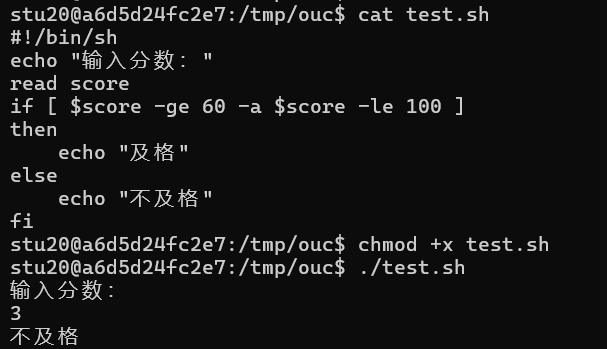 stu20@a6d5d24fc2e7:/tmp/ouc$ cat test.sh
#!/bin/sh
echo "输入分数: "
read score
if [ $score -ge 60 -a $score -le 100 ]
then
    echo "及格"
else
    echo "不及格"
fi
stu20@a6d5d24fc2e7:/tmp/ouc$ chmod +x test.sh
stu20@a6d5d24fc2e7:/tmp/ouc$ ./test.sh
输入分数:
3
不及格